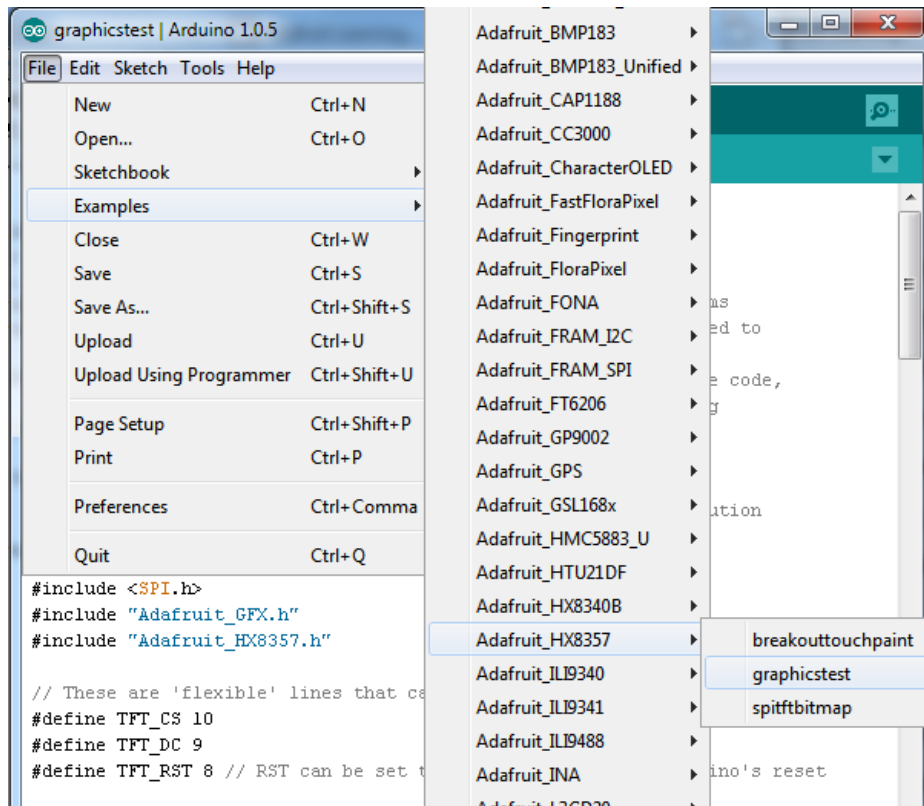 graphicstest | Arduino 1.0.5
File Edit Sketch Tools Help
New Ctrl+N
Open... Ctrl+O
Sketchbook
Examples
Close Ctrl+W
Save Ctrl+S
Save As... Ctrl+Shift+S
Upload Ctrl+U
Upload Using Programmer Ctrl+Shift+U
Page Setup Ctrl+Shift+P
Print Ctrl+P
Preferences Ctrl+Comma
Quit Ctrl+Q
Adafruit_BMP183
Adafruit_BMP183_Unified
Adafruit_CAP1188
Adafruit_CC3000
Adafruit_CharacterOLED
Adafruit_FastFloraPixel
Adafruit_Fingerprint
Adafruit_FloraPixel
Adafruit_FONA
Adafruit_FRAM_I2C
Adafruit_FRAM_SPI
Adafruit_FT6206
Adafruit_GP9002
Adafruit_GPS
Adafruit_GSL168x
Adafruit_HMC5883_U
Adafruit_HTU21DF
Adafruit_HX8340B
Adafruit_HX8357
Adafruit_ILI9340
Adafruit_ILI9341
Adafruit_ILI9488
Adafruit_INA
breakouttouchpaint
graphicstest
spitftbitmap
ms
ed to
e code,
g
ution
#include <SPI.h>
#include "Adafruit_GFX.h"
#include "Adafruit_HX8357.h"
// These are 'flexible' lines that ca
#define TFT_CS 10
#define TFT_DC 9
#define TFT_RST 8 // RST can be set t
ino's reset